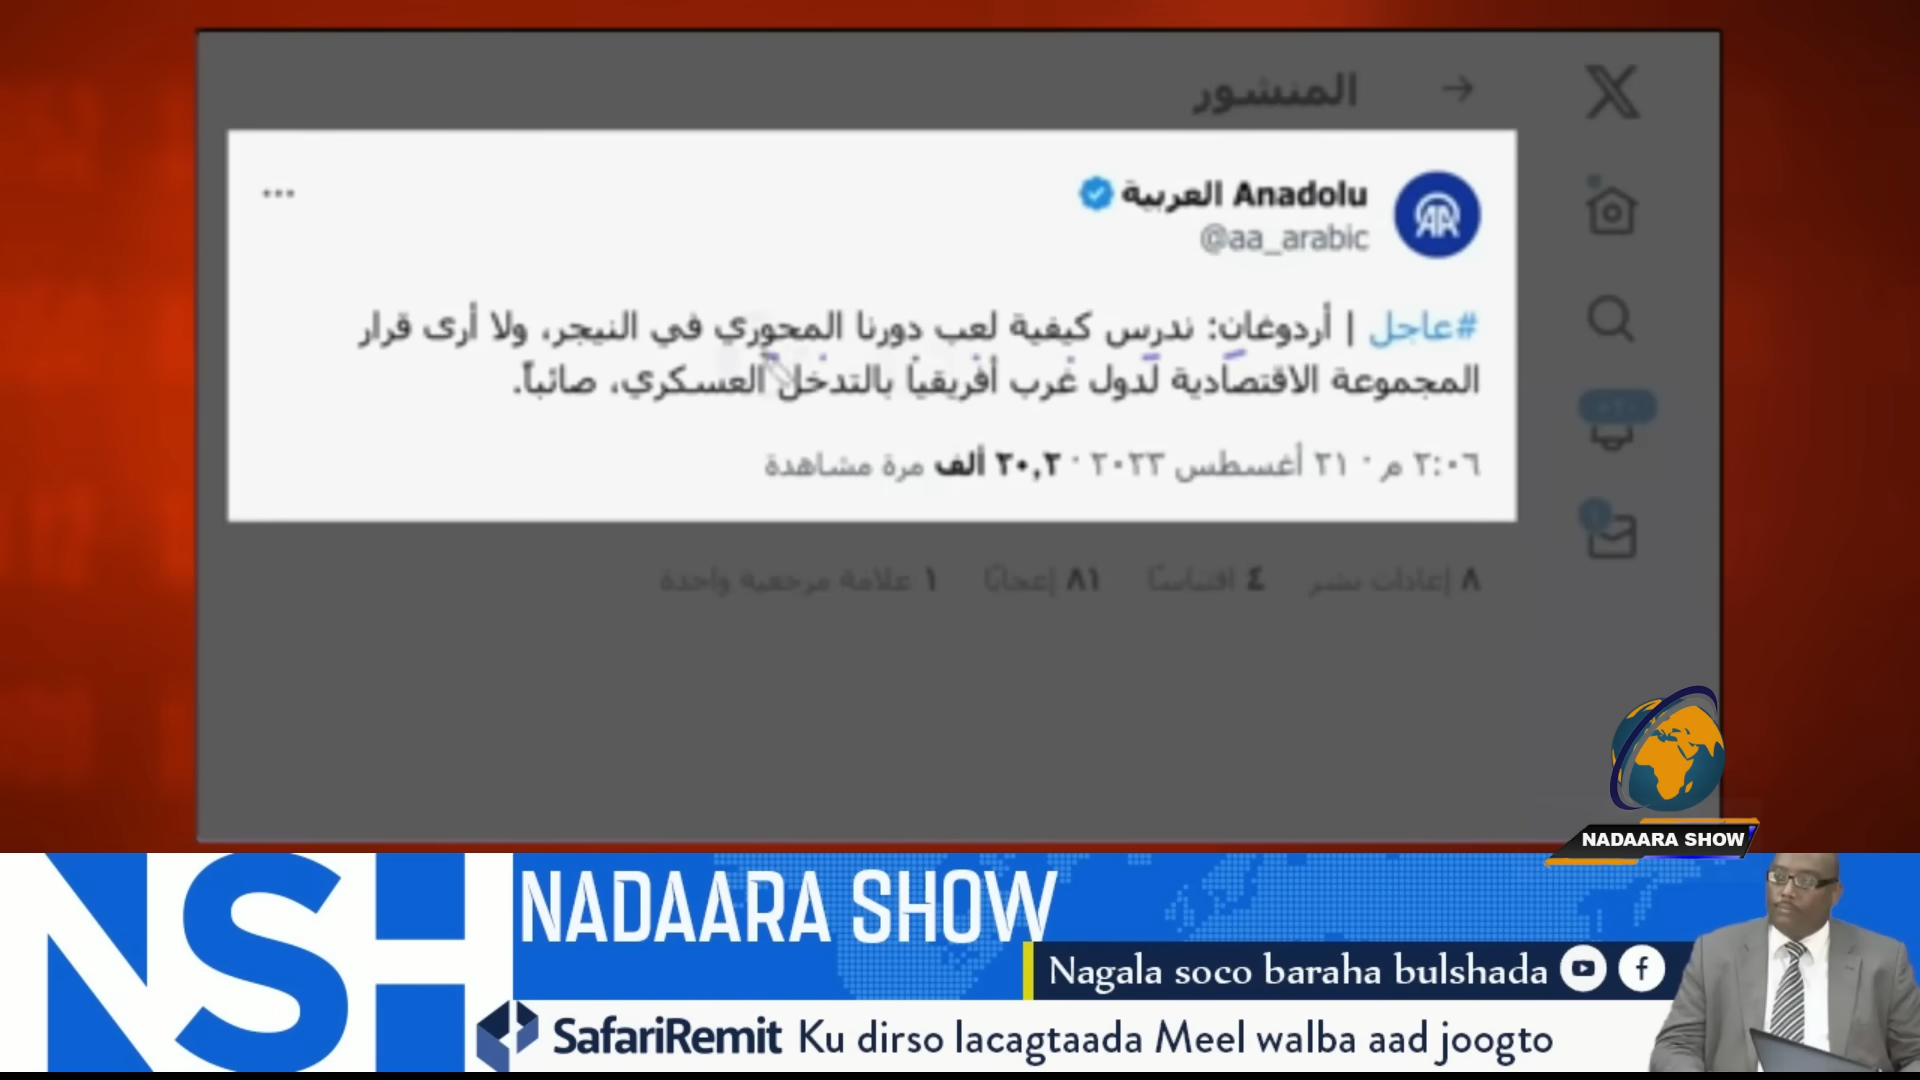 المنشور
Anadolu العربية
@aa_arabic
#عاجل | أردوغان: ندرس كيفية لعب دورنا المحوري في النيجر، ولا أرى قرار
المجموعة الاقتصادية لدول غرب أفريقيا بالتدخل العسكري، صائباً.
٢:٠٦ م · ٢١ أغسطس ٢٠٢٣ · ٢٠,٢ ألف مرة مشاهدة
٨ إعادات نشر ٤ اقتباسًا ٨١ إعجابًا ١ علامة مرجعية واحدة
NADAARA SHOW
NSH
NADAARA SHOW
Nagala soco baraha bulshada
SafariRemit Ku dirso lacagtaada Meel walba aad joogto